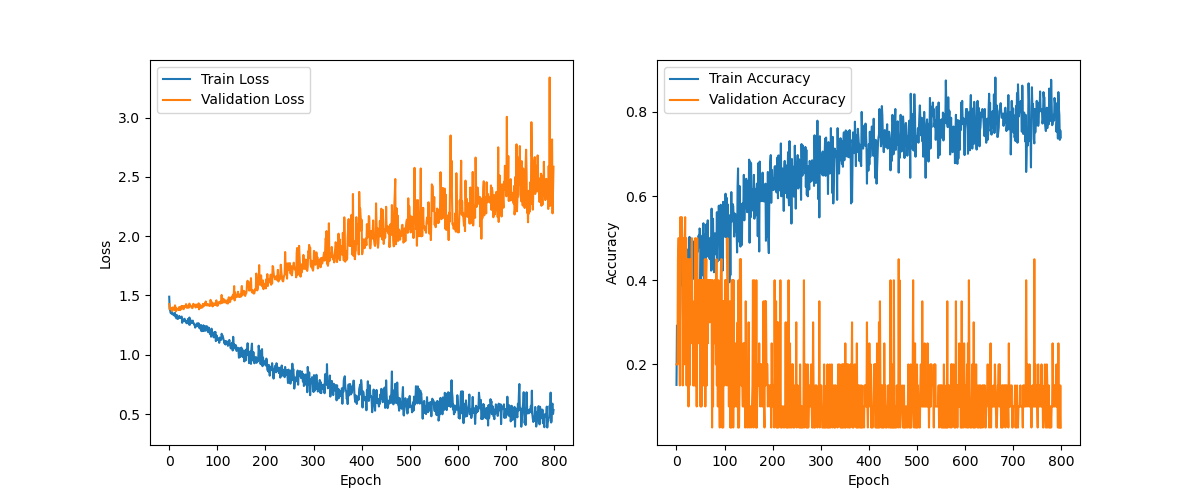 Train Loss
Validation Loss
3.0
2.5
2.0
1.5
1.0
0.5
Loss
0 100 200 300 400 500 600 700 800
Epoch
Train Accuracy
Validation Accuracy
0.8
0.6
0.4
0.2
Accuracy
0 100 200 300 400 500 600 700 800
Epoch